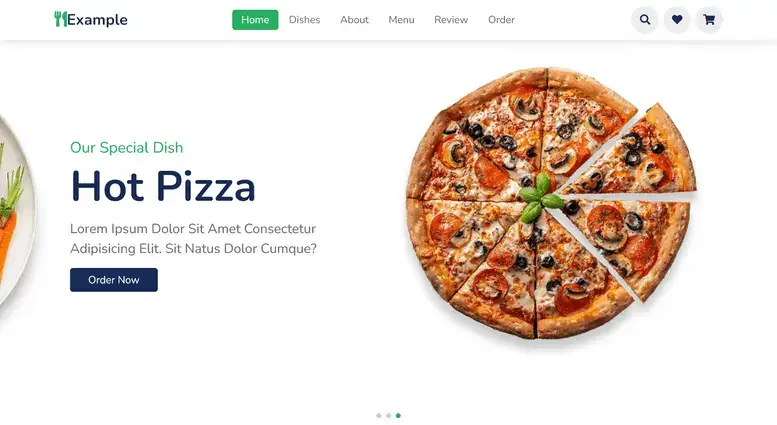 Example
Home Dishes About Menu Review Order
Our Special Dish
Hot Pizza
Lorem Ipsum Dolor Sit Amet Consectetur
Adipisicing Elit. Sit Natus Dolor Cumque?
Order Now